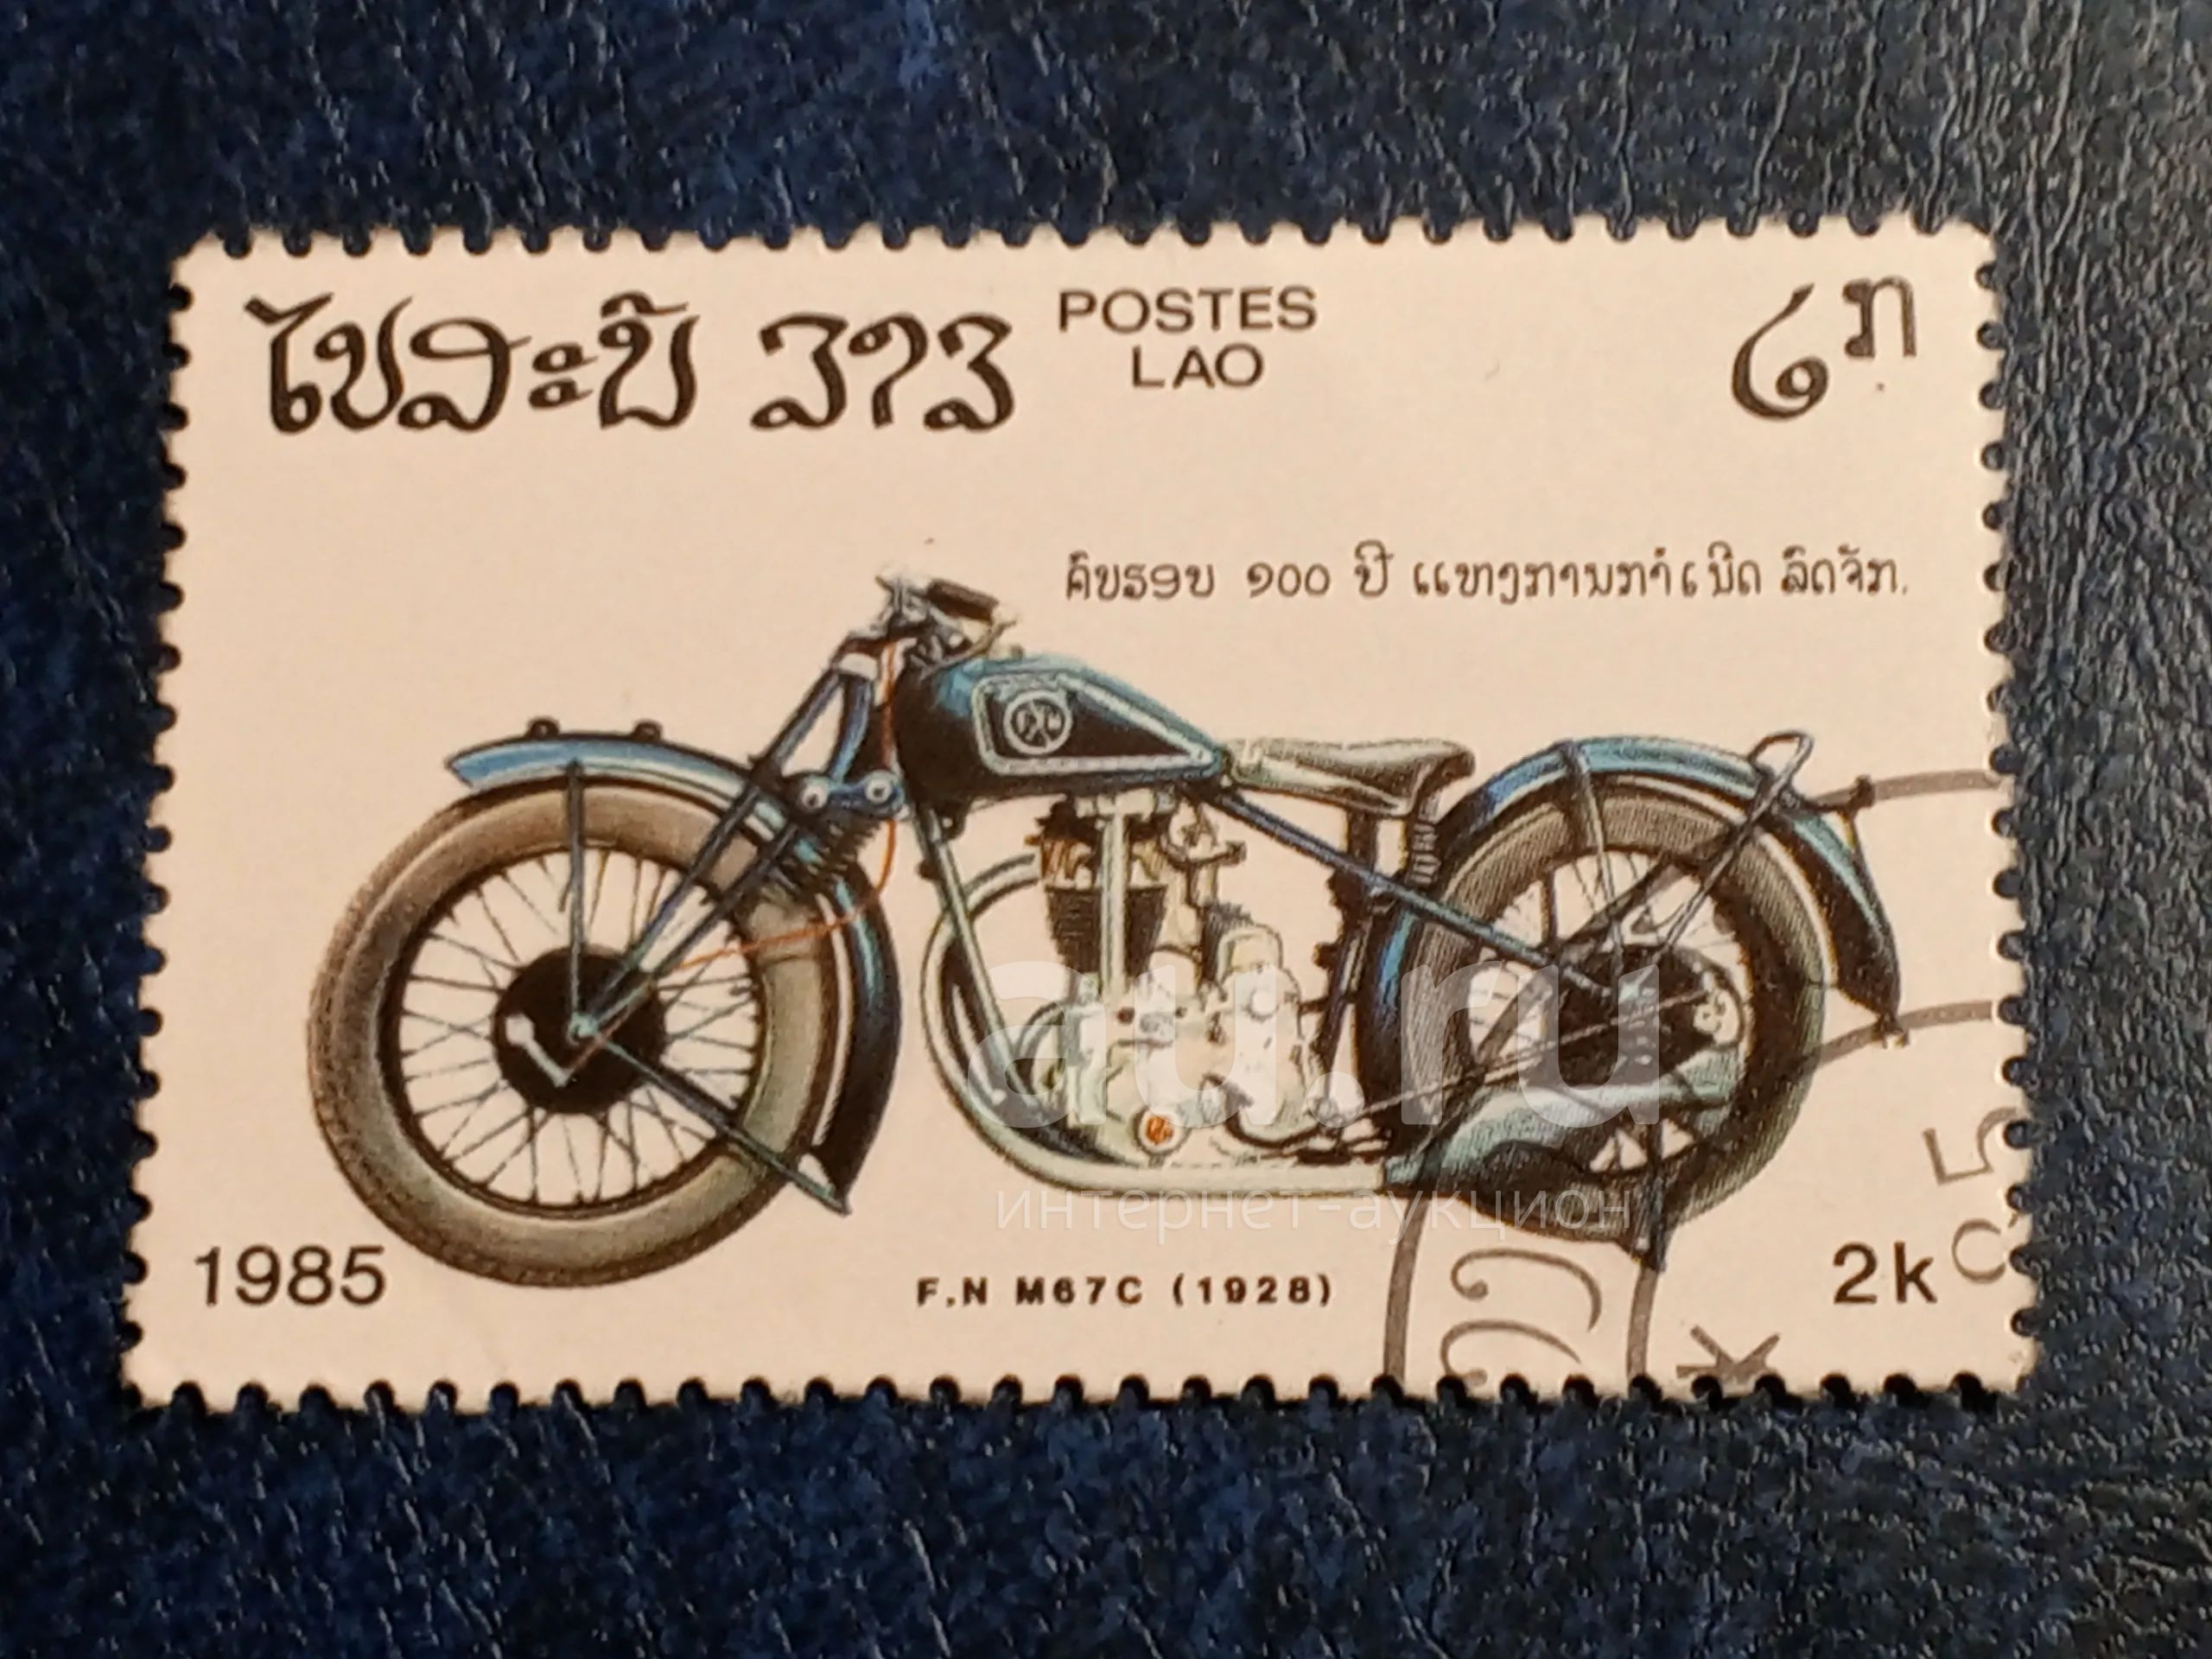 ໄປສະນີ ລາວ
POSTES
LAO
໒ກ
ຄົບຮອບ ໑໐໐ ປີ ແຫ່ງການກຳເນີດ ລົດຈັກ.
FN
au.ru
интернет-аукцион
1985
F.N M67C (1928)
2k